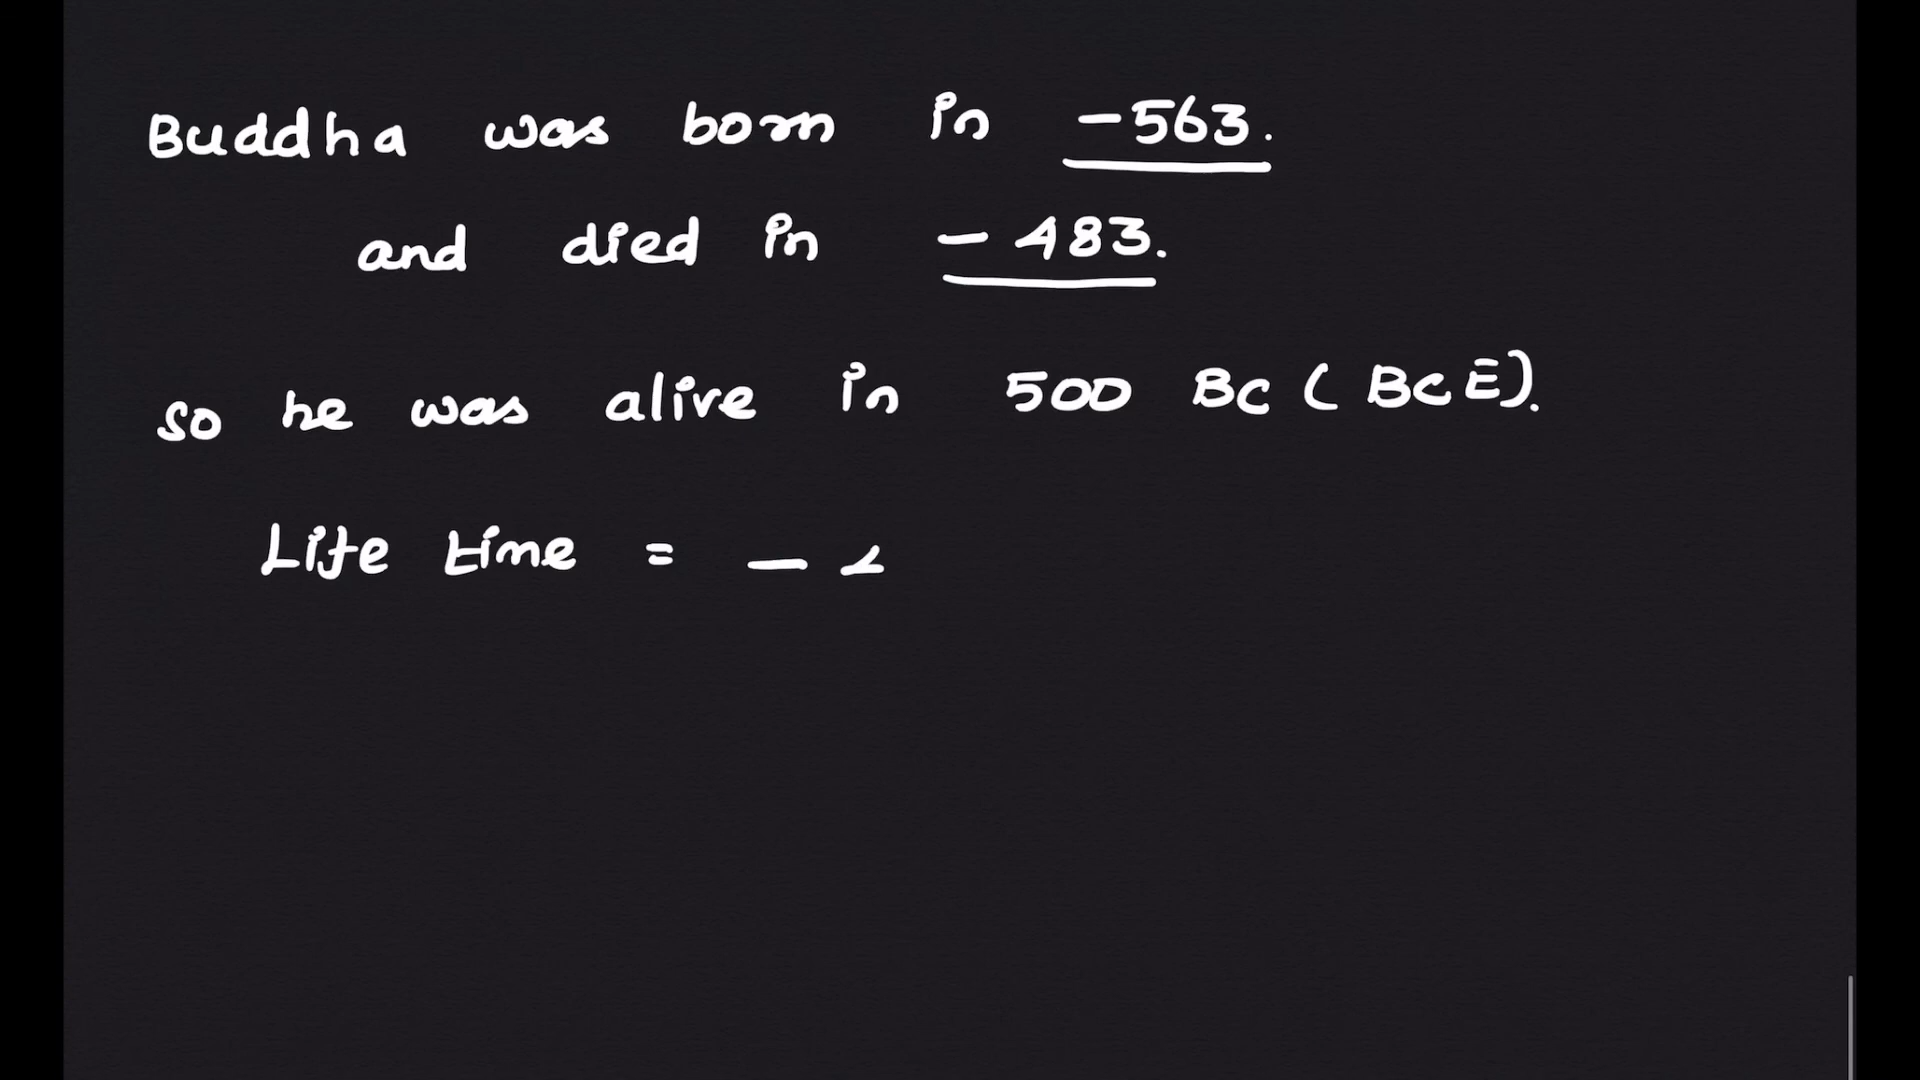 Buddha was born in -563.
and died in - 483.
so he was alive in 500 BC ( BCE).
Life time = -